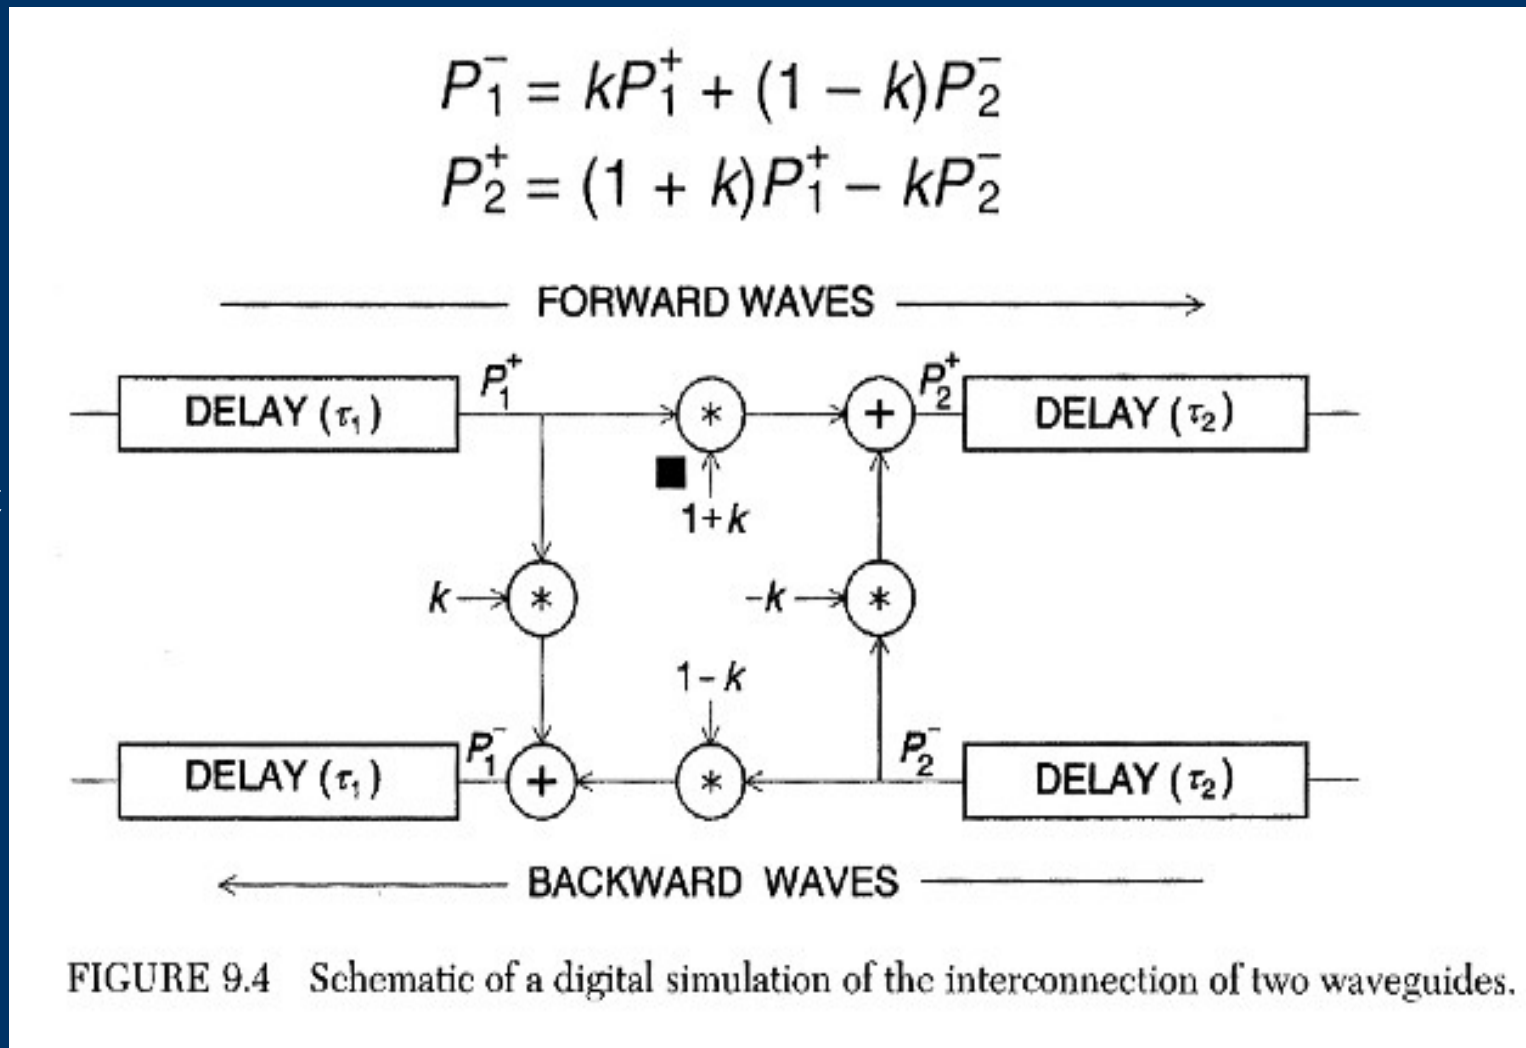 P₁⁻ = kP₁⁺ + (1 − k)P₂⁻
P₂⁺ = (1 + k)P₁⁺ − kP₂⁻
FORWARD WAVES
P₁⁺
P₂⁺
DELAY (τ₁)
*
+
DELAY (τ₂)
1+k
k
*
-k
*
1-k
P₁⁻
P₂⁻
DELAY (τ₁)
+
*
DELAY (τ₂)
BACKWARD WAVES
FIGURE 9.4 Schematic of a digital simulation of the interconnection of two waveguides.